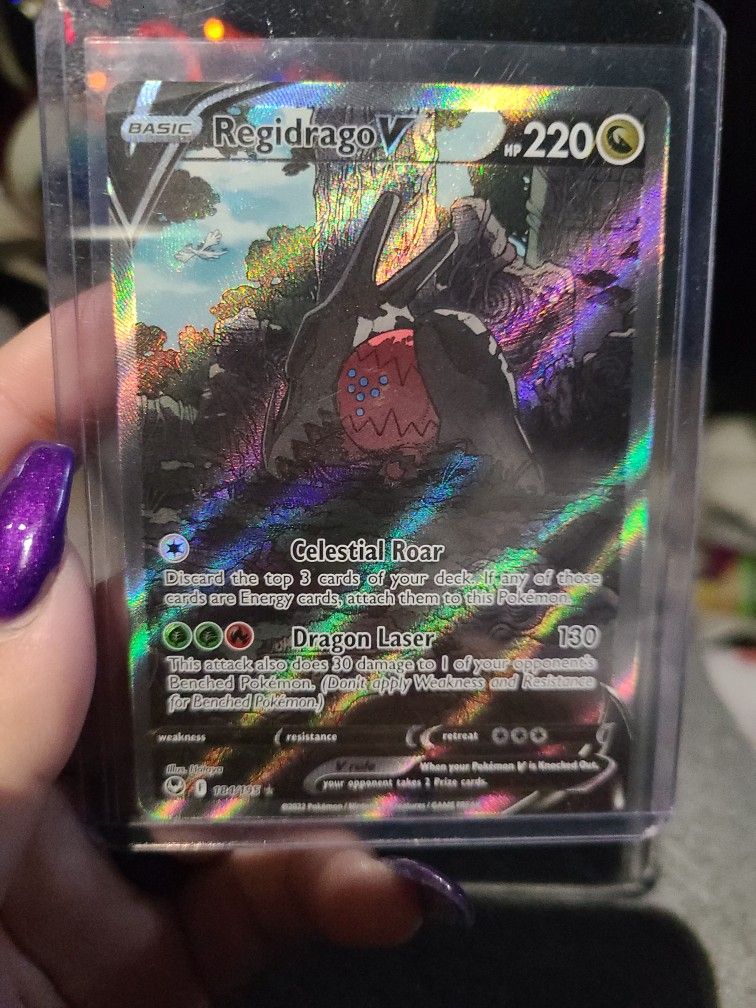 BASIC Regidrago V HP 220
Celestial Roar
Discard the top 3 cards of your deck. If any of those
cards are Energy cards, attach them to this Pokémon.
Dragon Laser 130
This attack also does 30 damage to 1 of your opponent's
Benched Pokémon. (Don't apply Weakness and Resistance
for Benched Pokémon.)
weakness resistance retreat
V rule When your Pokémon V is Knocked Out,
your opponent takes 2 Prize cards.
Illus.
184/195
©2022 Pokémon /